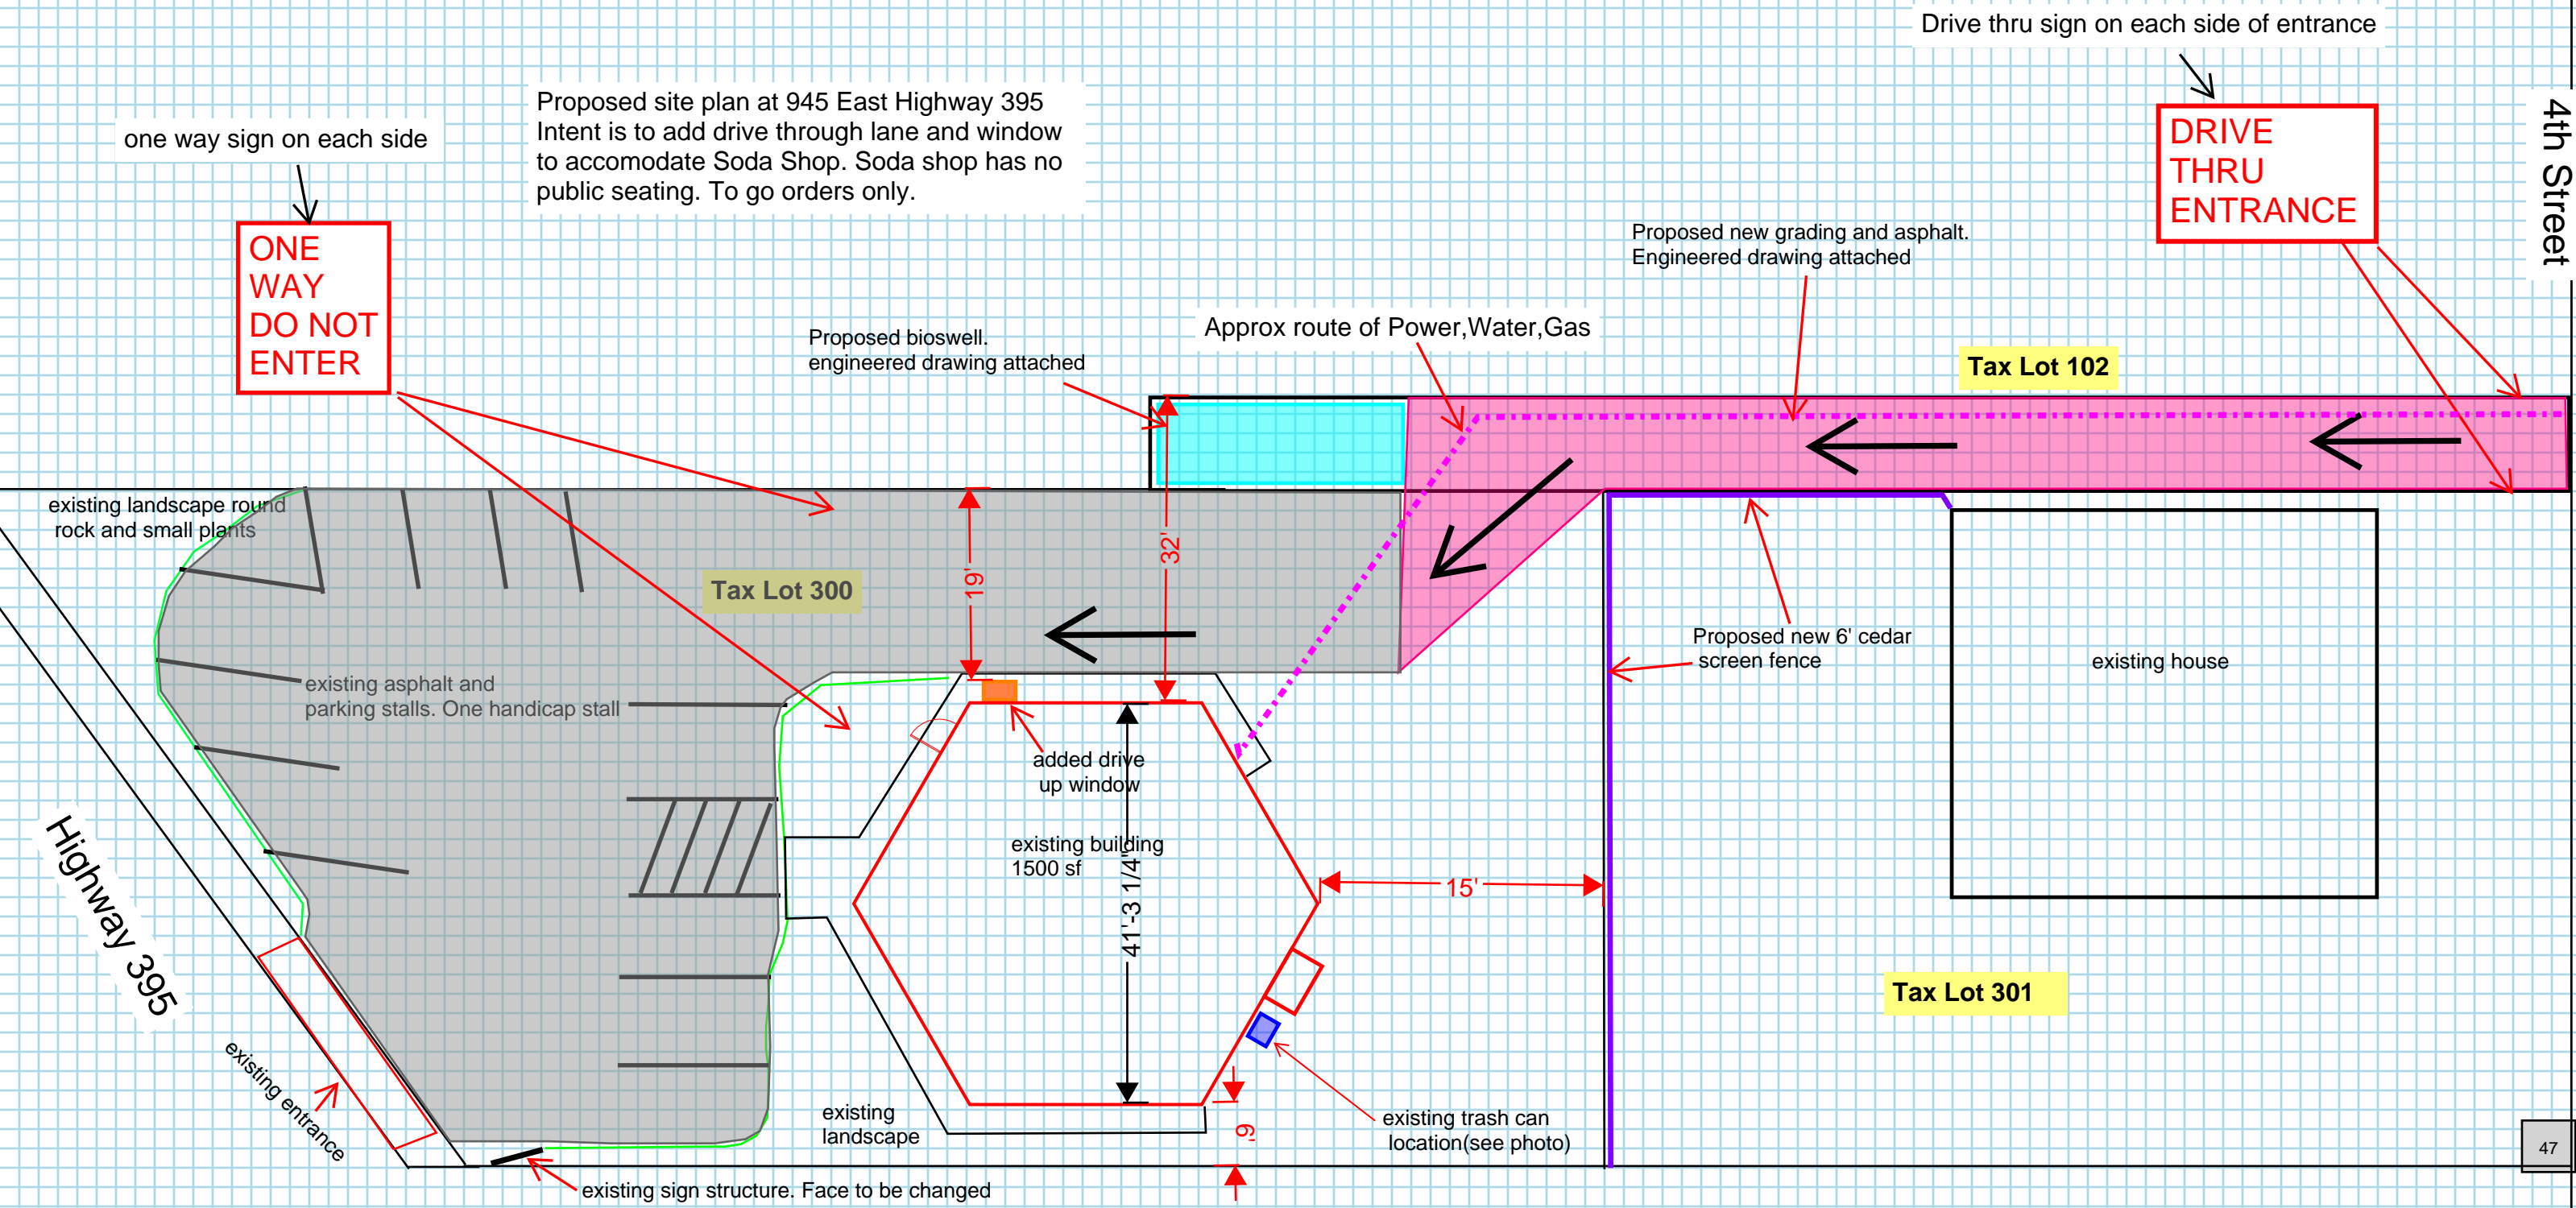 Drive thru sign on each side of entrance
4th Street
DRIVE
THRU
ENTRANCE
Proposed site plan at 945 East Highway 395
Intent is to add drive through lane and window
to accomodate Soda Shop. Soda shop has no
public seating. To go orders only.
one way sign on each side
ONE
WAY
DO NOT
ENTER
Proposed new grading and asphalt.
Engineered drawing attached
Approx route of Power,Water,Gas
Proposed bioswell.
engineered drawing attached
Tax Lot 102
existing landscape round
rock and small plants
Tax Lot 300
19'
32'
existing asphalt and
parking stalls. One handicap stall
Proposed new 6' cedar
screen fence
existing house
added drive
up window
existing building
1500 sf
41'-3 1/4"
15'
Highway 395
Tax Lot 301
existing entrance
existing
landscape
9'
existing trash can
location(see photo)
existing sign structure. Face to be changed
47